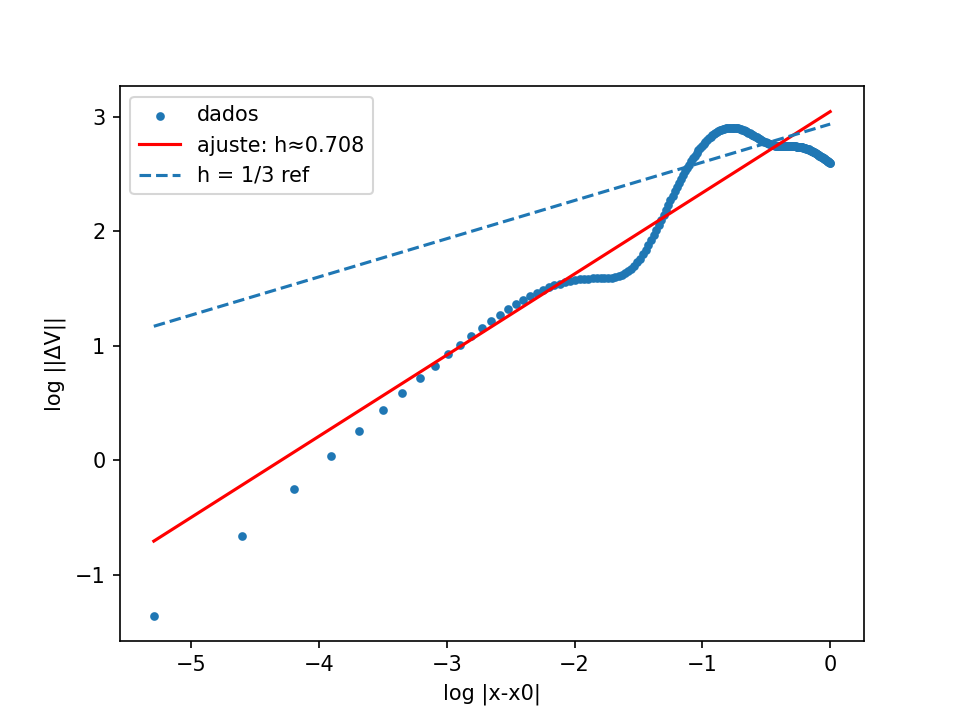 dados
ajuste: h≈0.708
h = 1/3 ref
3
2
1
0
−1
log ||ΔV||
−5
−4
−3
−2
−1
0
log |x-x0|